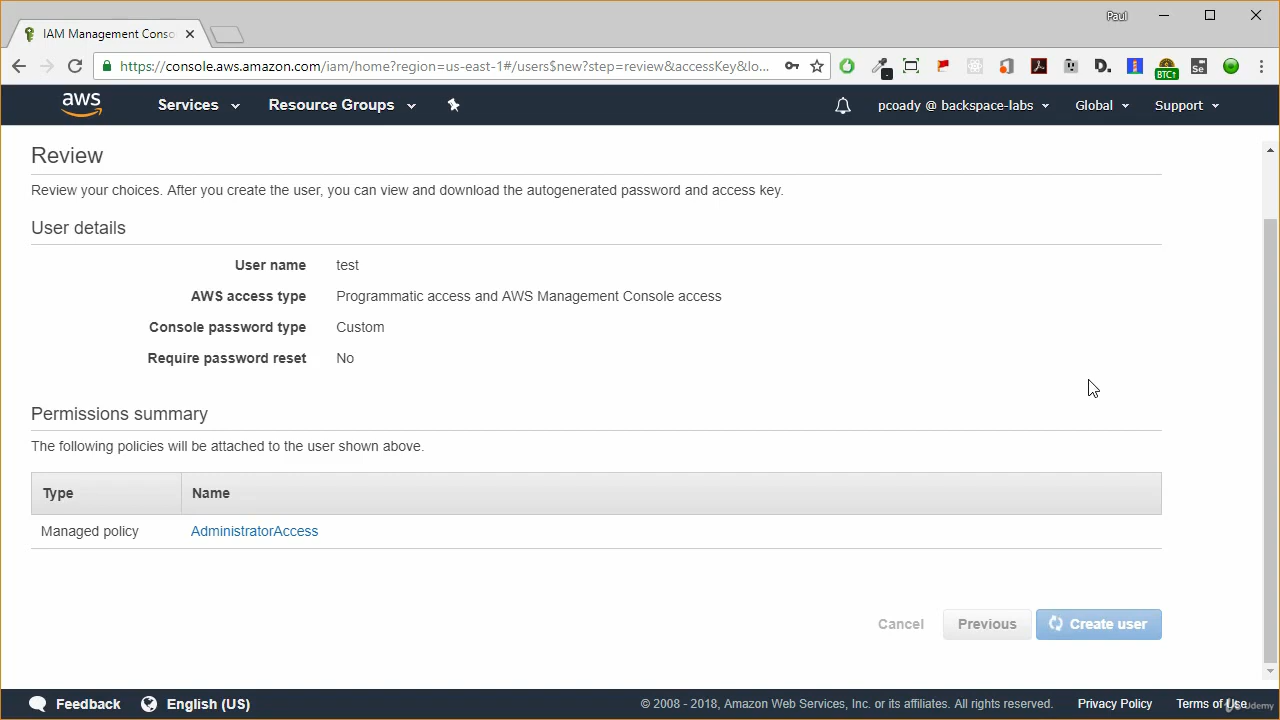 Paul
IAM Management Conso
https://console.aws.amazon.com/iam/home?region=us-east-1#/users$new?step=review&accessKey&lo...
D.
BTC↑
Se
aws
Services
Resource Groups
pcoady @ backspace-labs
Global
Support
Review
Review your choices. After you create the user, you can view and download the autogenerated password and access key.
User details
User name test
AWS access type Programmatic access and AWS Management Console access
Console password type Custom
Require password reset No
Permissions summary
The following policies will be attached to the user shown above.
Type Name
Managed policy AdministratorAccess
Cancel Previous Create user
Feedback English (US) © 2008 - 2018, Amazon Web Services, Inc. or its affiliates. All rights reserved. Privacy Policy Terms of Use
Udemy